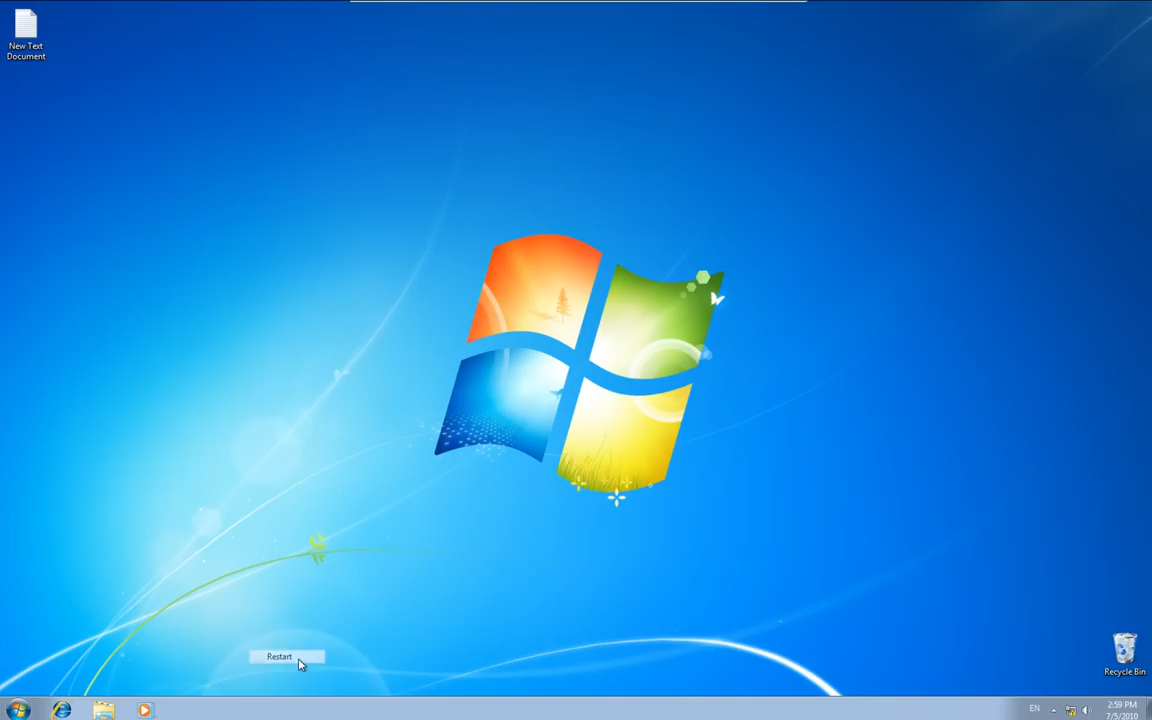 New Text
Document
Restart
Recycle Bin
EN
2:59 PM
7/5/2010